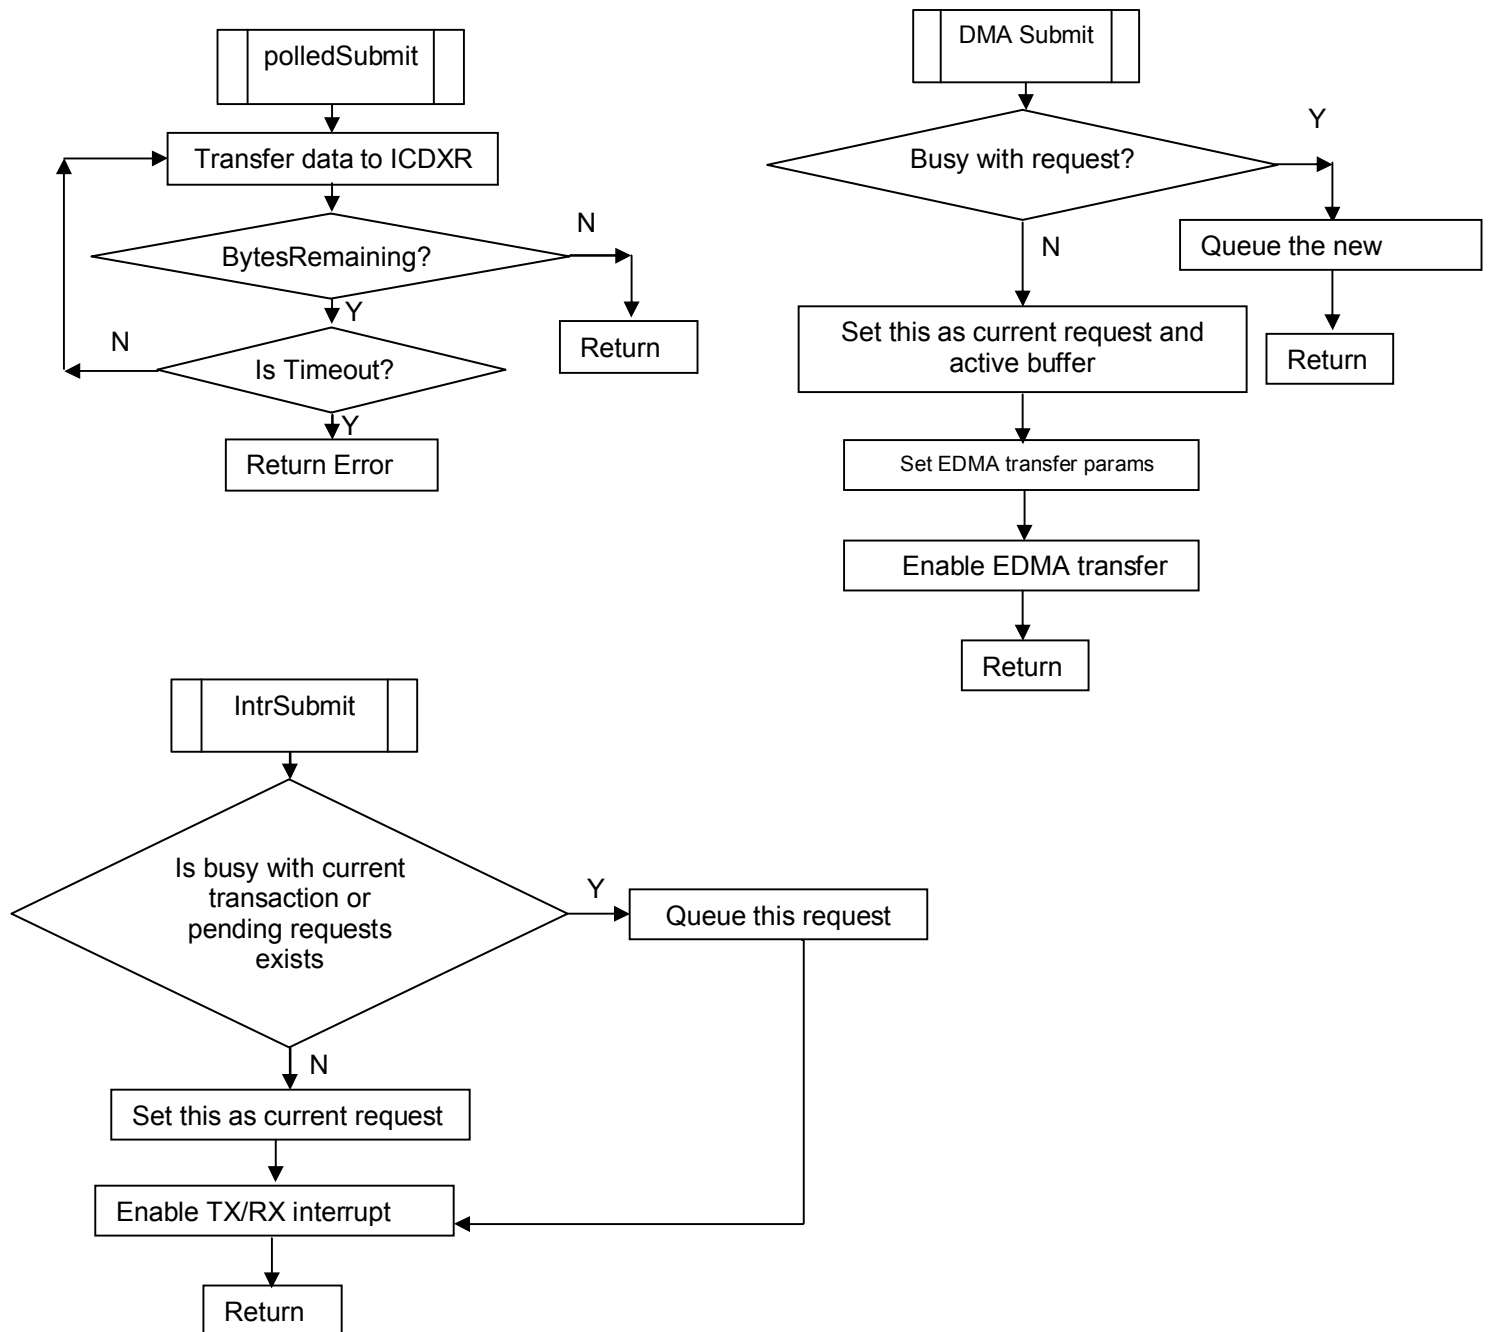 polledSubmit
Transfer data to ICDXR
BytesRemaining?
N
Return
Y
N
Is Timeout?
Y
Return Error
DMA Submit
Busy with request?
Y
Queue the new
Return
N
Set this as current request and
active buffer
Set EDMA transfer params
Enable EDMA transfer
Return
IntrSubmit
Is busy with current
transaction or
pending requests
exists
Y
Queue this request
N
Set this as current request
Enable TX/RX interrupt
Return